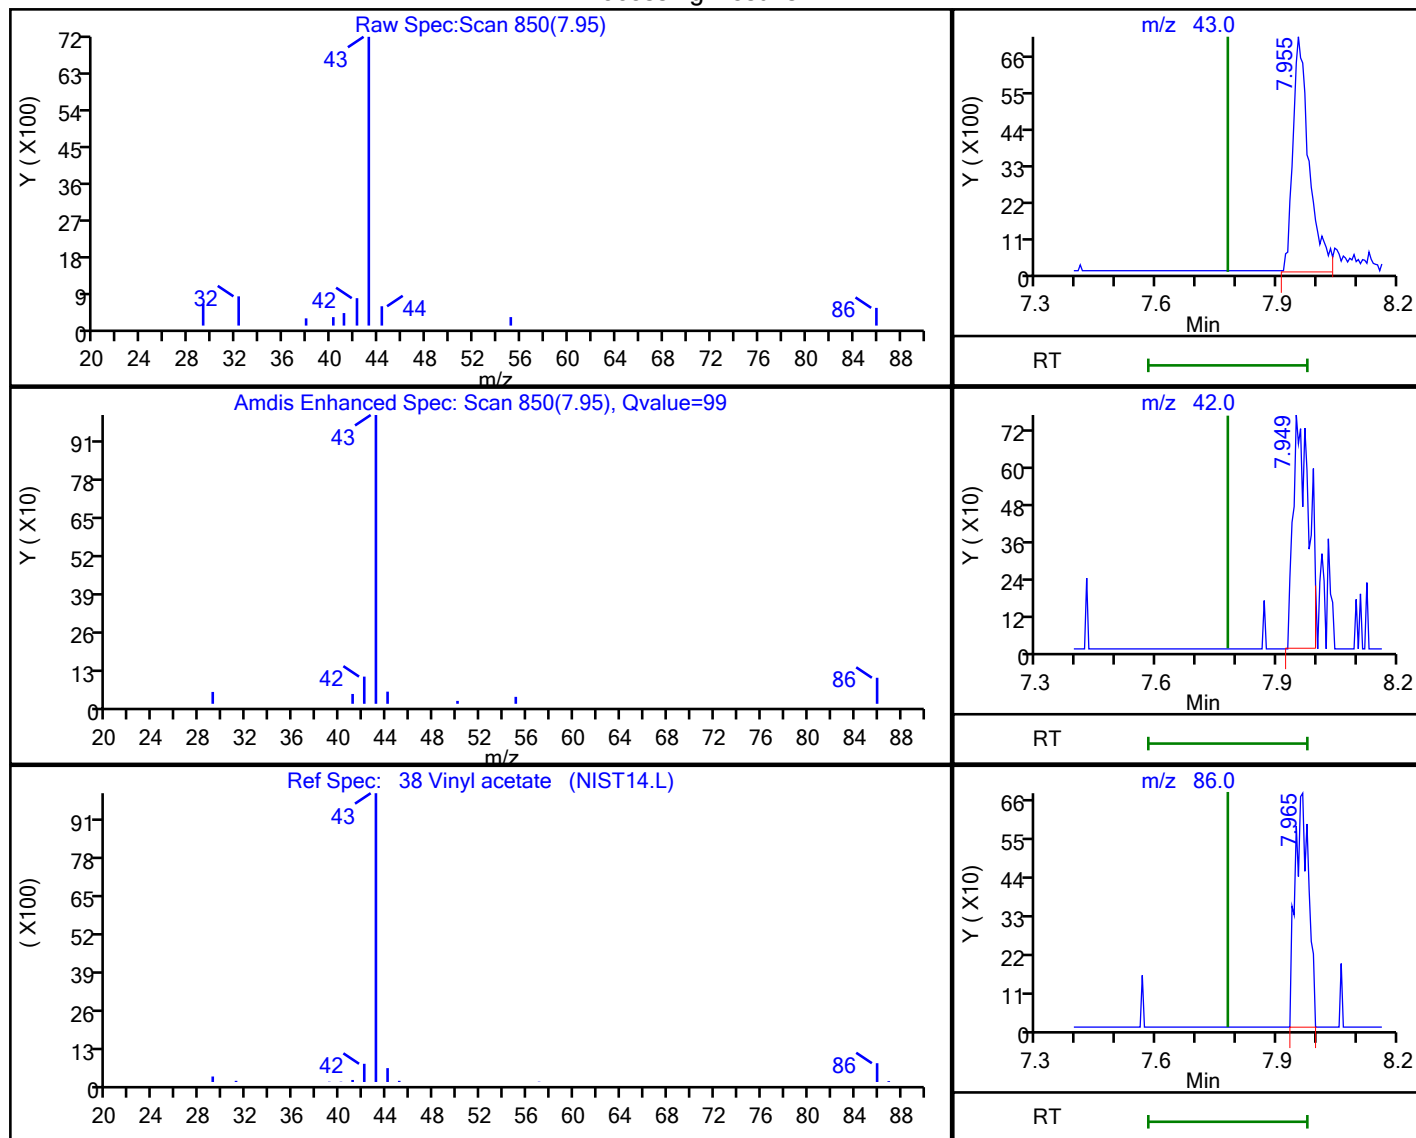 Raw Spec:Scan 850(7.95)
Y ( X100)
72
63
54
45
36
27
18
9
0
43
32
42
44
86
20 24 28 32 36 40 44 48 52 56 60 64 68 72 76 80 84 88
m/z
m/z 43.0
Y ( X100)
66
55
44
33
22
11
0
7.955
7.3 7.6 7.9 8.2
Min
RT
Amdis Enhanced Spec: Scan 850(7.95), Qvalue=99
Y ( X10)
91
78
65
52
39
26
13
0
43
42
86
20 24 28 32 36 40 44 48 52 56 60 64 68 72 76 80 84 88
m/z
m/z 42.0
Y ( X10)
72
60
48
36
24
12
0
7.949
7.3 7.6 7.9 8.2
Min
RT
Ref Spec: 38 Vinyl acetate (NIST14.L)
( X100)
91
78
65
52
39
26
13
0
43
42
86
20 24 28 32 36 40 44 48 52 56 60 64 68 72 76 80 84 88
m/z 86.0
Y ( X10)
66
55
44
33
22
11
0
7.965
7.3 7.6 7.9 8.2
Min
RT